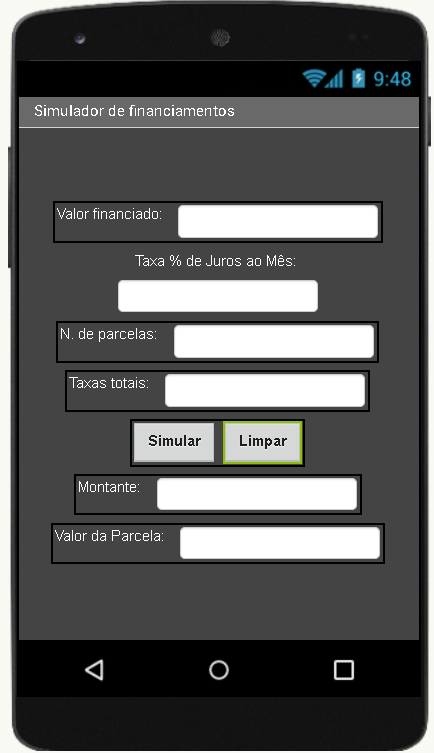 9:48
Simulador de financiamentos
Valor financiado:
Taxa % de Juros ao Mês:
N. de parcelas:
Taxas totais:
Simular Limpar
Montante:
Valor da Parcela: